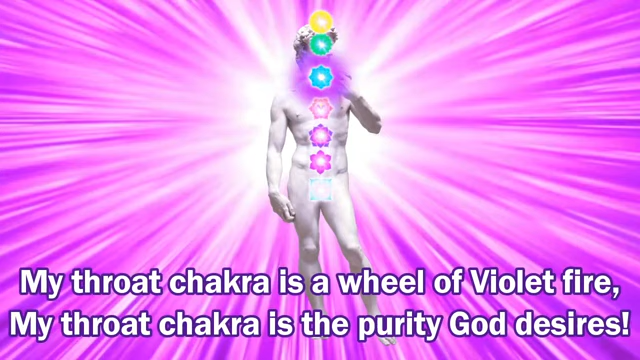 My throat chakra is a wheel of Violet fire,
My throat chakra is the purity God desires!